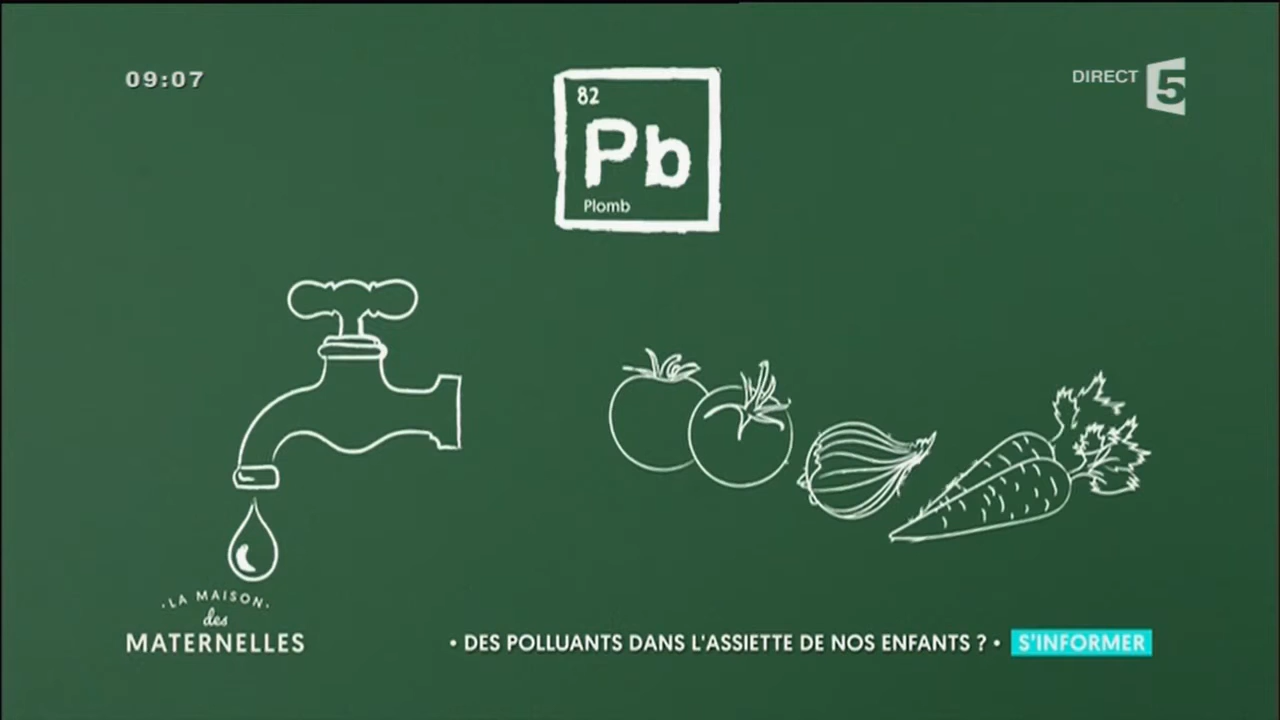 09:07
DIRECT 5
82
Pb
Plomb
·LA MAISON·
des
MATERNELLES
• DES POLLUANTS DANS L'ASSIETTE DE NOS ENFANTS ? • S'INFORMER